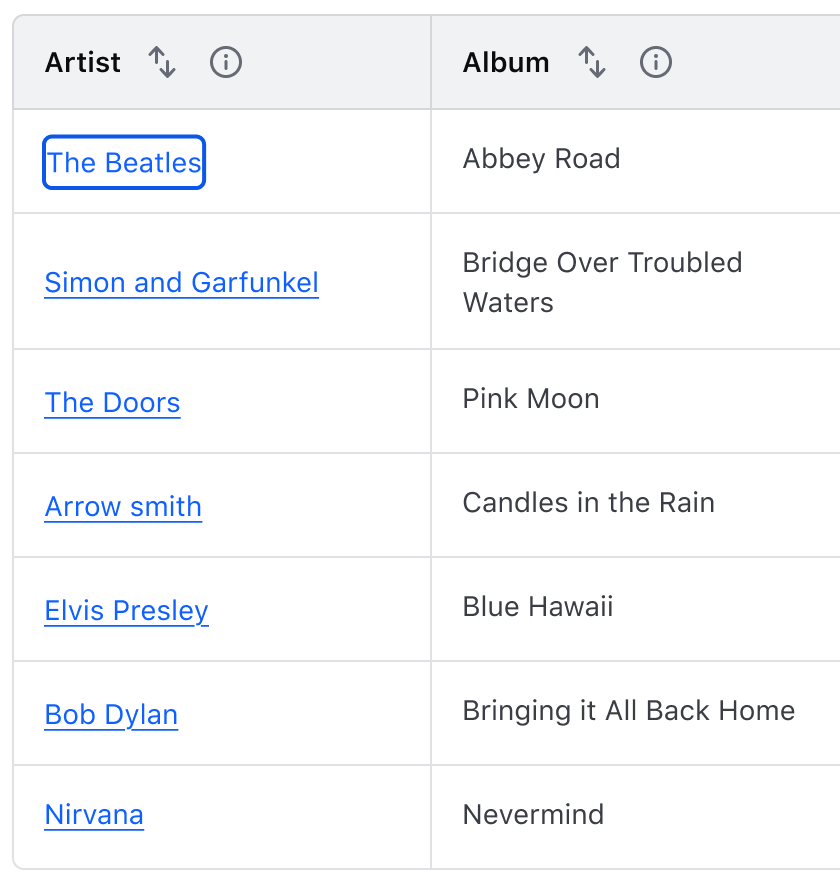 Artist
Album
The Beatles
Abbey Road
Simon and Garfunkel
Bridge Over Troubled
Waters
The Doors
Pink Moon
Arrow smith
Candles in the Rain
Elvis Presley
Blue Hawaii
Bob Dylan
Bringing it All Back Home
Nirvana
Nevermind